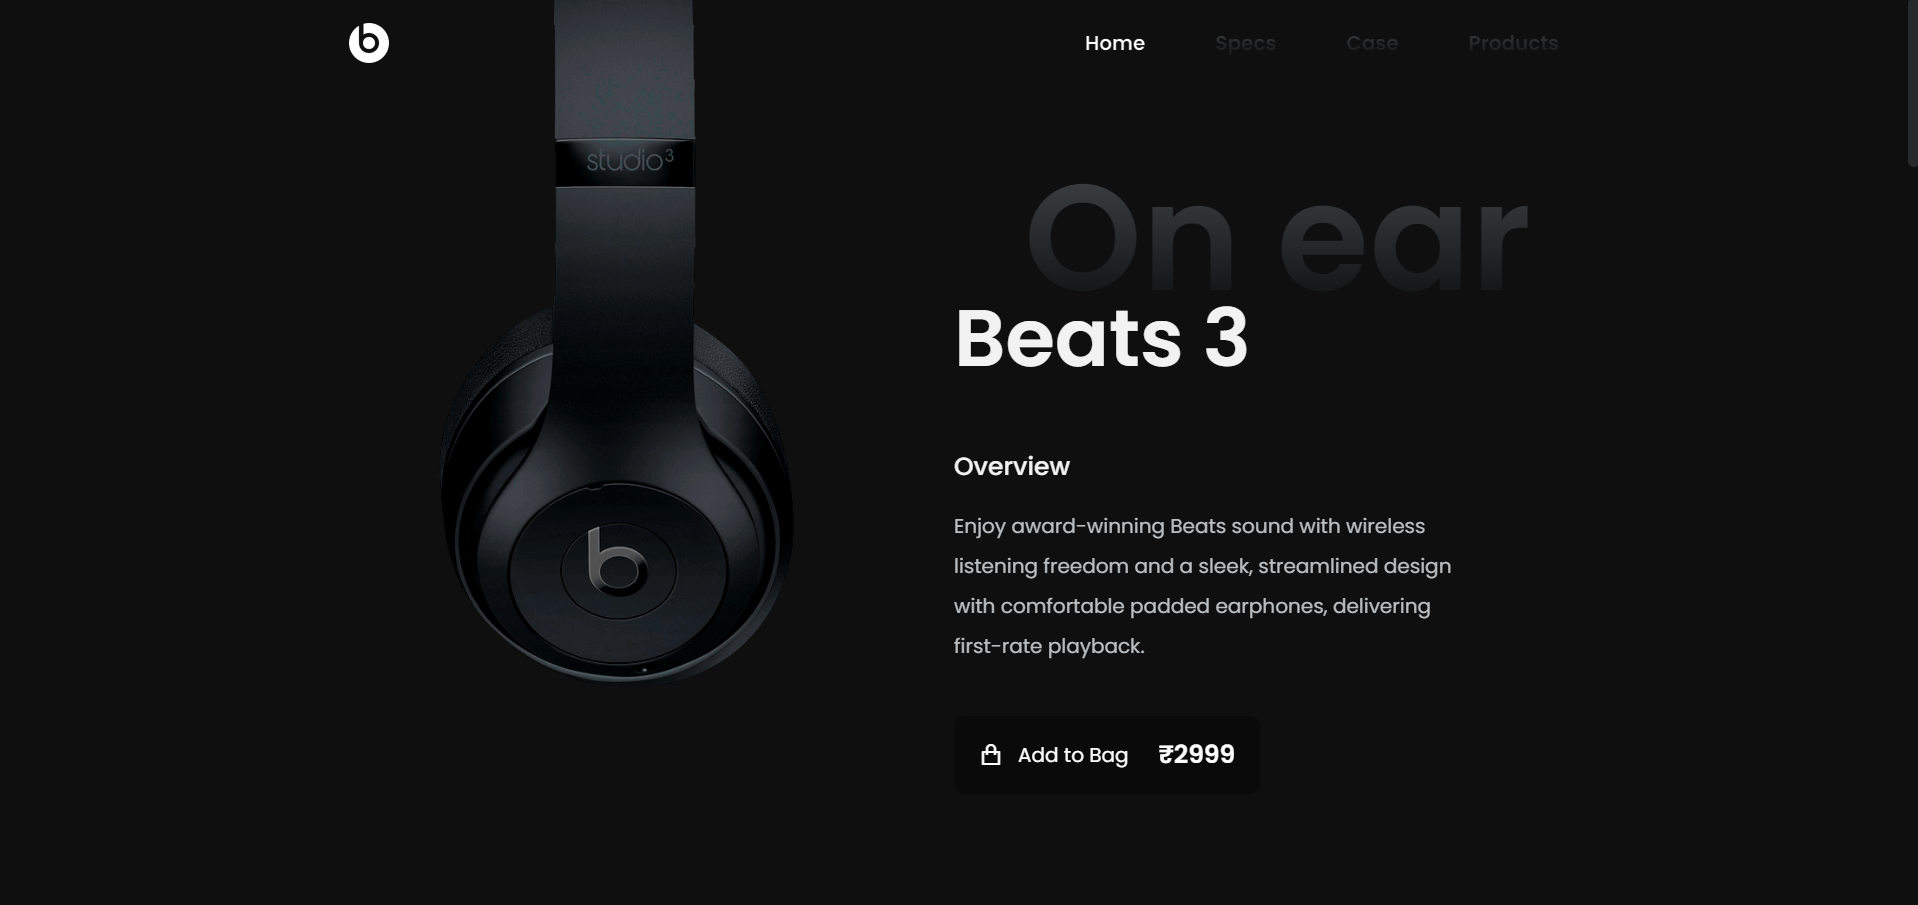 b
Home
Specs
Case
Products
studio³
On ear
Beats 3
Overview
Enjoy award-winning Beats sound with wireless
listening freedom and a sleek, streamlined design
with comfortable padded earphones, delivering
first-rate playback.
b
Add to Bag ₹2999